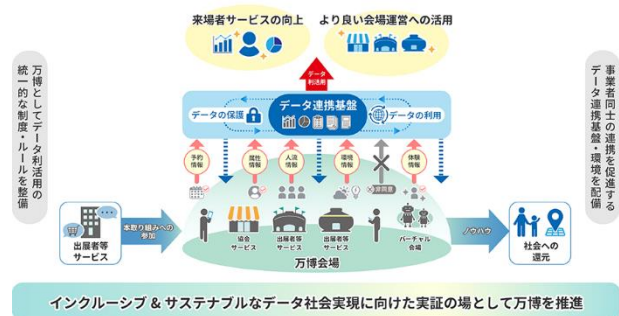 来場者サービスの向上
より良い会場運営への活用
万博としてデータ利活用の
統一的な制度・ルールを整備
事業者同士の連携を促進する
データ連携基盤・環境を配備
データ
利活用
データの保護
データ連携基盤
データの利用
予約
情報
属性
情報
人流
情報
環境
情報
非同意
体験
情報
出展者等
サービス
本取り組みへの
参加
協会
サービス
出展者等
サービス
出展者等
サービス
バーチャル
会場
万博会場
ノウハウ
社会への
還元
インクルーシブ & サステナブルなデータ社会実現に向けた実証の場として万博を推進